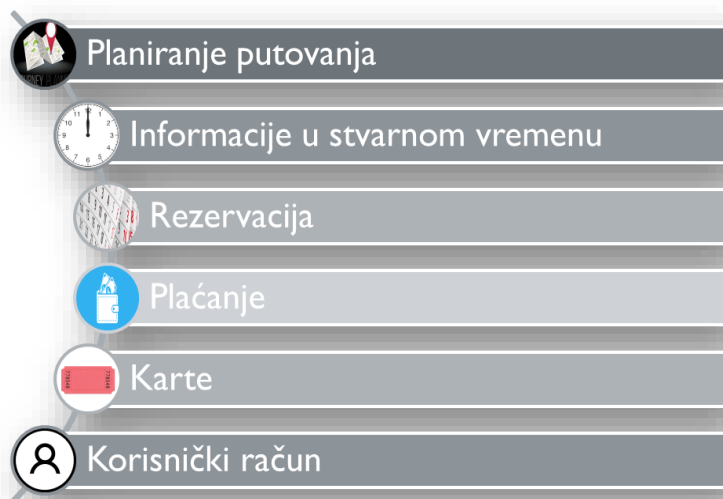 Planiranje putovanja
Informacije u stvarnom vremenu
Rezervacija
Plaćanje
Karte
Korisnički račun